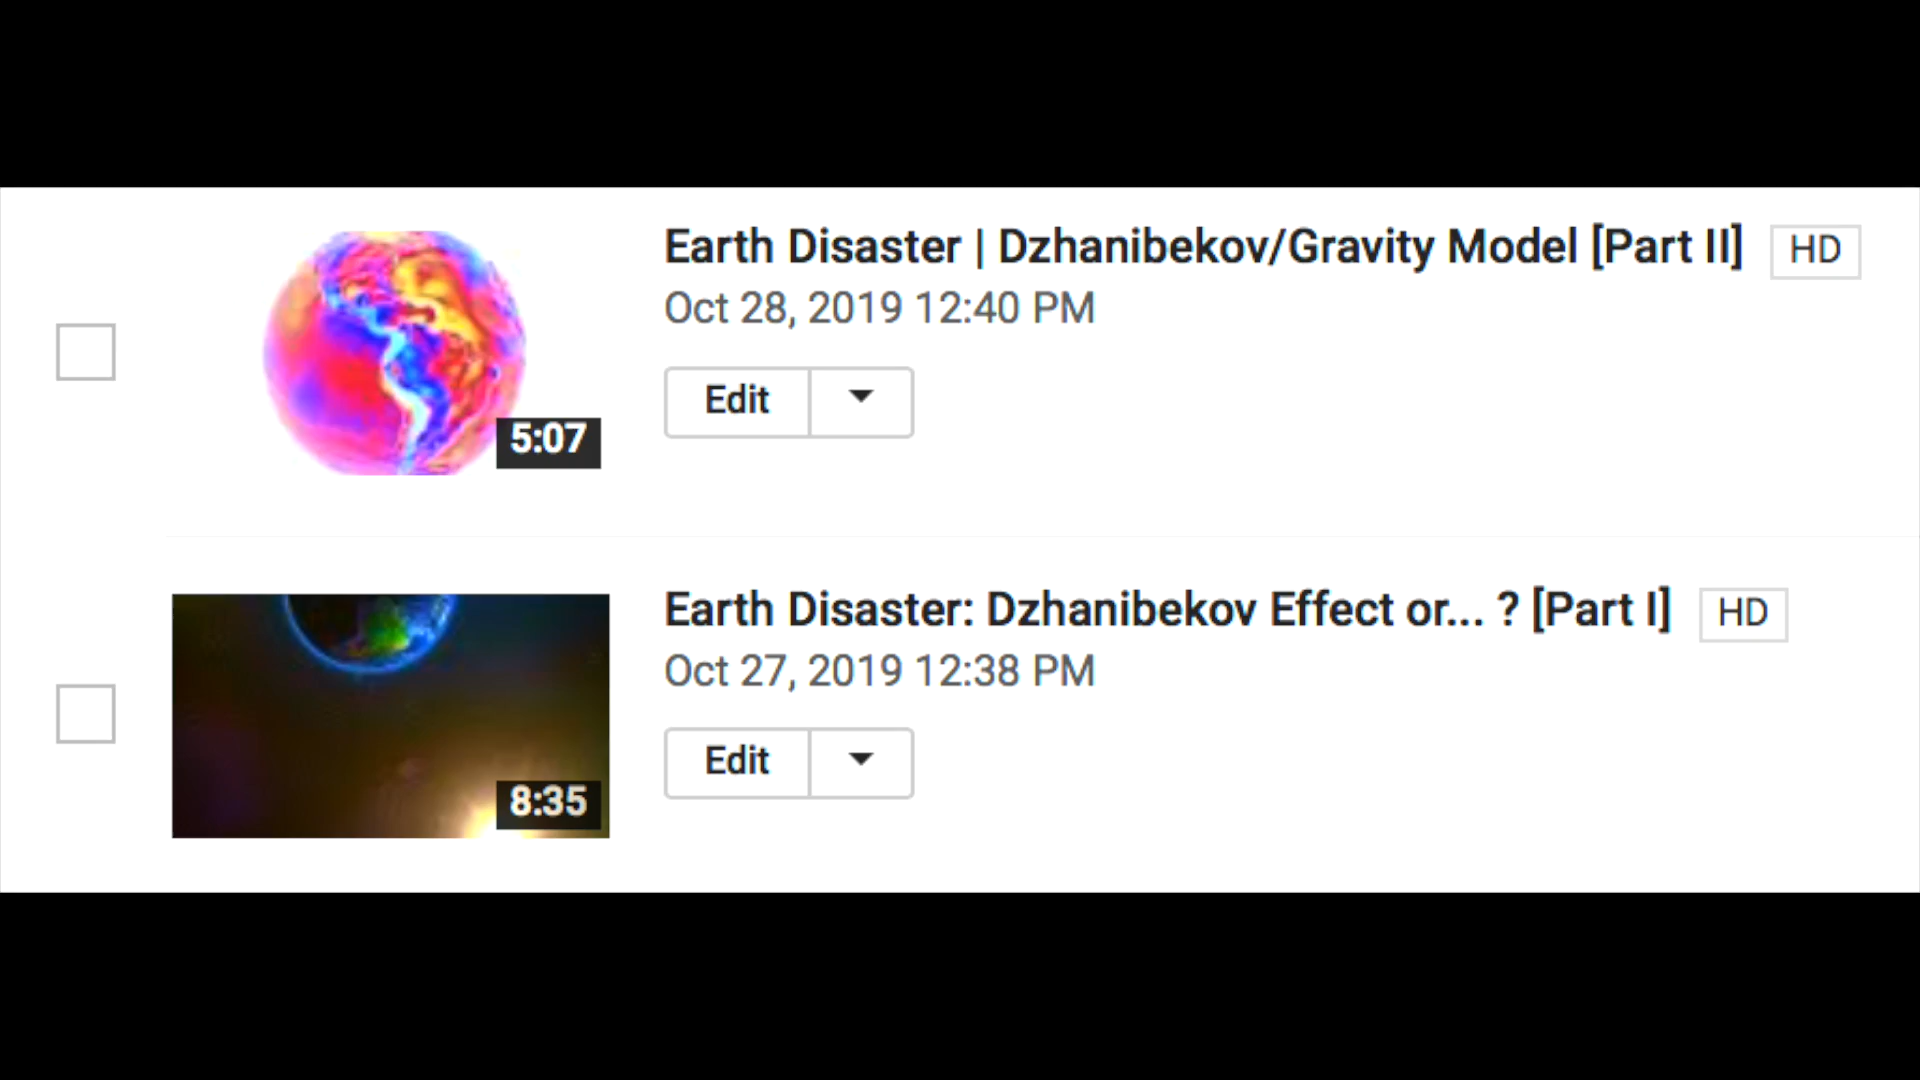 Earth Disaster | Dzhanibekov/Gravity Model [Part II] HD
Oct 28, 2019 12:40 PM
Edit
5:07
Earth Disaster: Dzhanibekov Effect or... ? [Part I] HD
Oct 27, 2019 12:38 PM
Edit
8:35